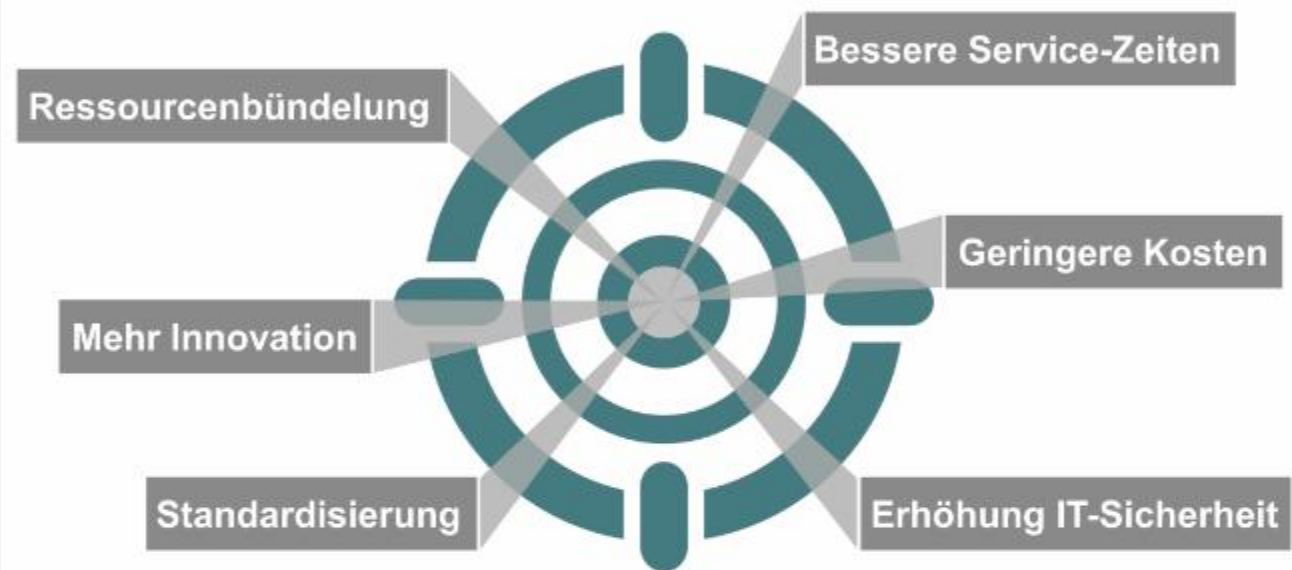 Bessere Service-Zeiten
Ressourcenbündelung
Geringere Kosten
Mehr Innovation
Standardisierung
Erhöhung IT-Sicherheit